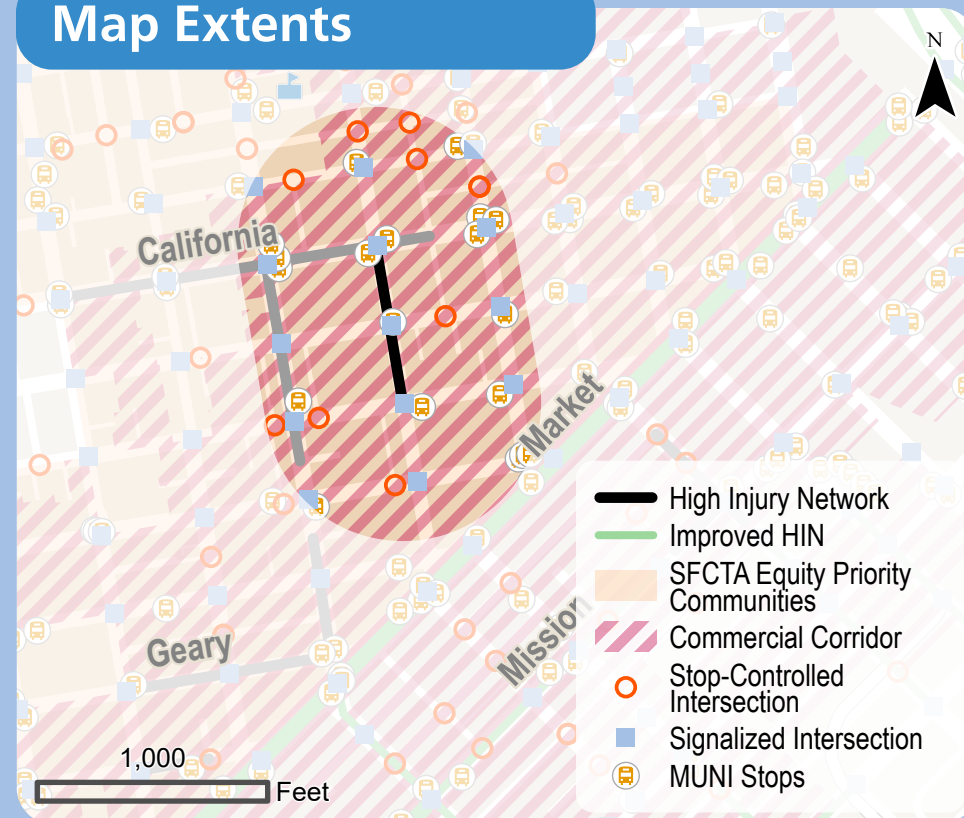 Map Extents
N
California
Market
Mission
Geary
High Injury Network
Improved HIN
SFCTA Equity Priority
Communities
Commercial Corridor
Stop-Controlled
Intersection
Signalized Intersection
MUNI Stops
1,000
Feet